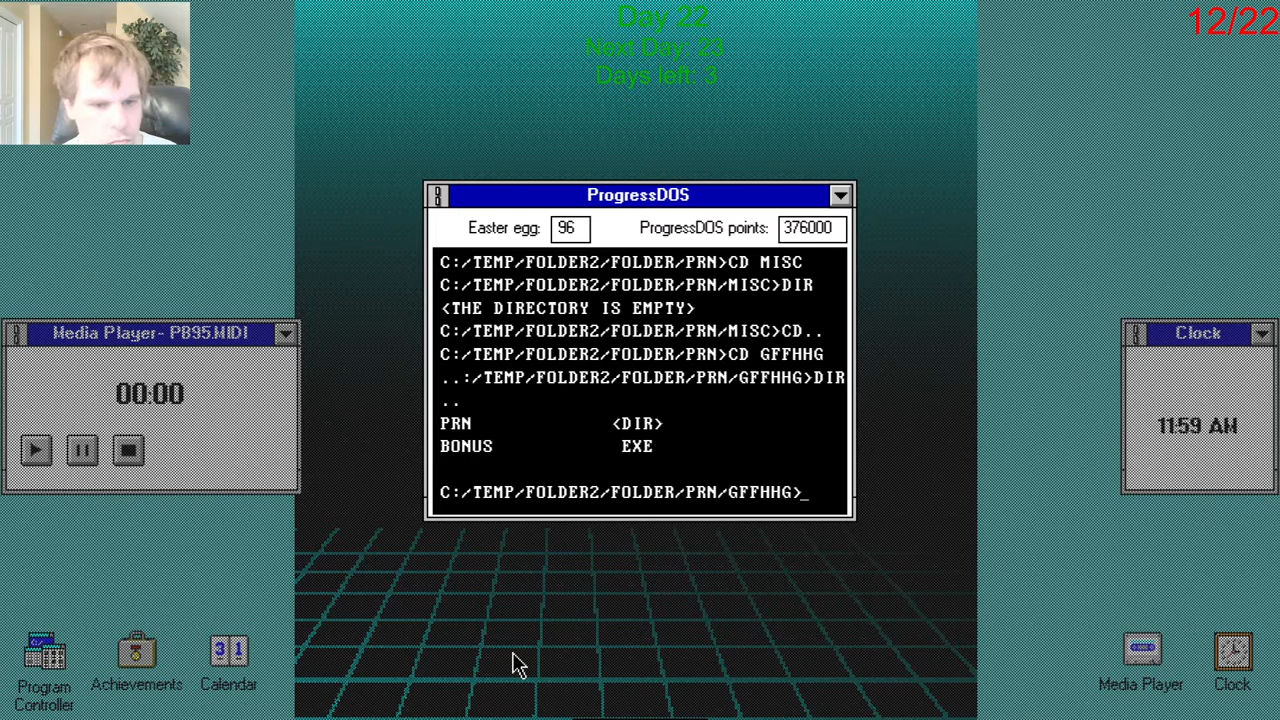 Day 22
Next Day: 23
Days left: 3
12/22
ProgressDOS
Easter egg: 96 ProgressDOS points: 376000
C:/TEMP/FOLDER2/FOLDER/PRN>CD MISC
C:/TEMP/FOLDER2/FOLDER/PRN/MISC>DIR
<THE DIRECTORY IS EMPTY>
C:/TEMP/FOLDER2/FOLDER/PRN/MISC>CD..
C:/TEMP/FOLDER2/FOLDER/PRN>CD GFFHHG
..:/TEMP/FOLDER2/FOLDER/PRN/GFFHHG>DIR
..
PRN <DIR>
BONUS EXE
C:/TEMP/FOLDER2/FOLDER/PRN/GFFHHG>_
Media Player- PB95.MIDI
00:00
Clock
11:59 AM
Program
Controller
Achievements
31
Calendar
Media Player
Clock